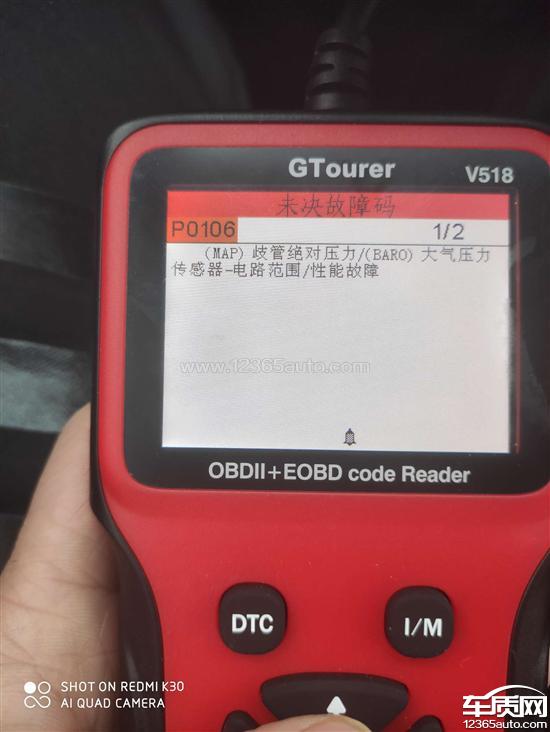 GTourer
V518
未决故障码
P0106 1/2
(MAP) 歧管绝对压力/(BARO) 大气压力
传感器-电路范围/性能故障
www.12365auto.com
OBDII+EOBD code Reader
DTC
I/M
SHOT ON REDMI K30
AI QUAD CAMERA
车质网
12365auto.com